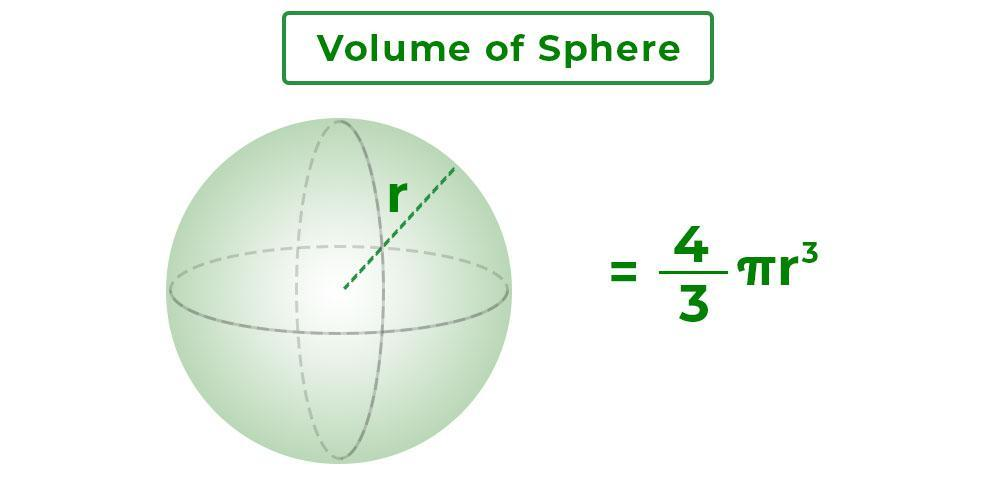 Volume of Sphere
r
= 4/3 πr³